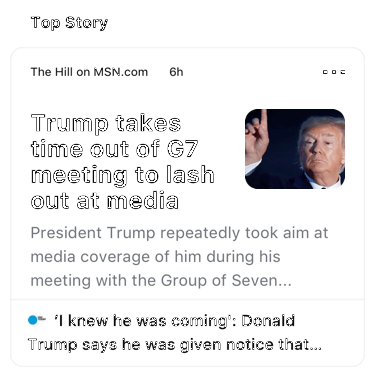 Top Story
The Hill on MSN.com 6h
Trump takes
time out of G7
meeting to lash
out at media
President Trump repeatedly took aim at
media coverage of him during his
meeting with the Group of Seven...
'I knew he was coming': Donald
Trump says he was given notice that...